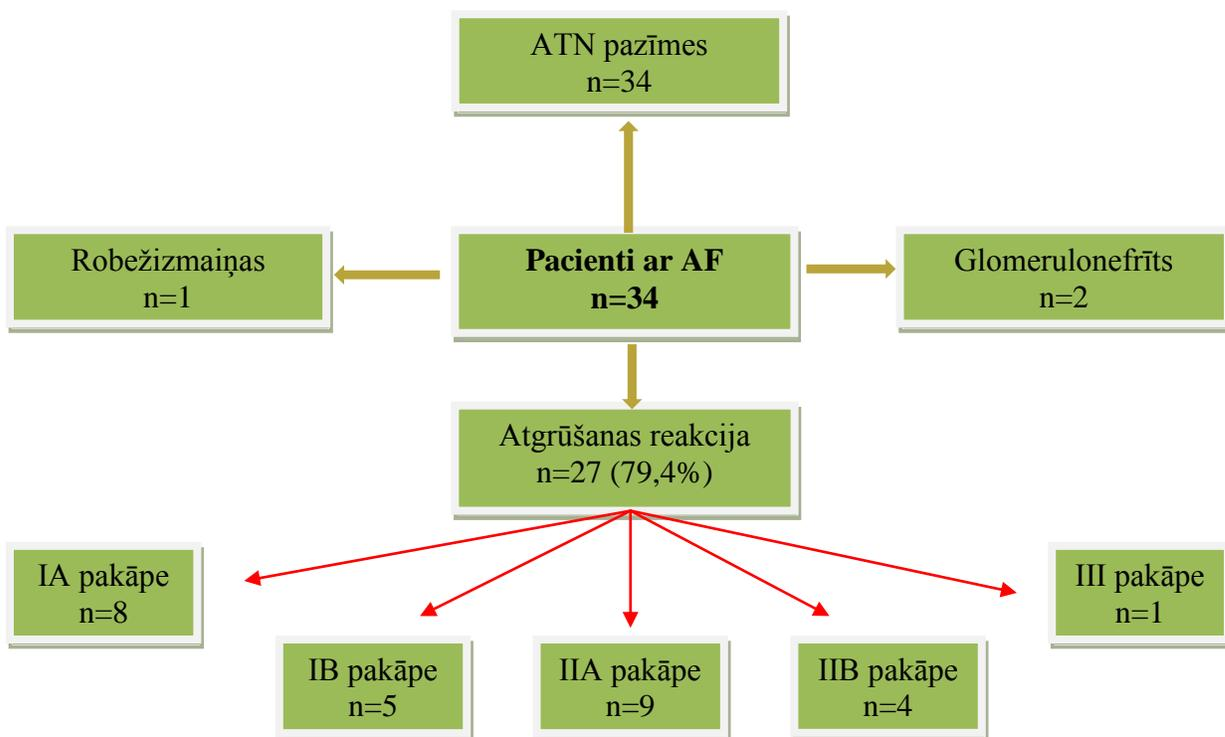 ATN pazīmes
n=34
Robežizmaiņas
n=1
Pacienti ar AF
n=34
Glomerulonefrīts
n=2
Atgrūšanas reakcija
n=27 (79,4%)
IA pakāpe
n=8
IB pakāpe
n=5
IIA pakāpe
n=9
IIB pakāpe
n=4
III pakāpe
n=1